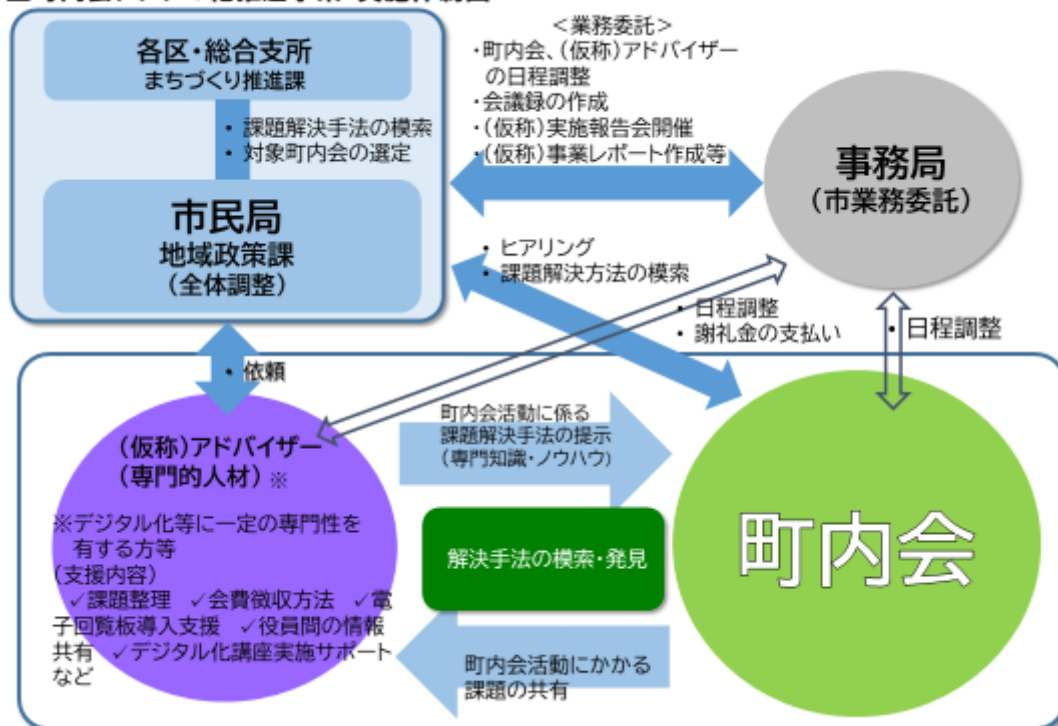 各区・総合支所
まちづくり推進課
・課題解決手法の模索
・対象町内会の選定
市民局
地域政策課
(全体調整)
<業務委託>
・町内会、(仮称)アドバイザー
の日程調整
・会議録の作成
・(仮称)実施報告会開催
・(仮称)事業レポート作成等
事務局
(市業務委託)
・ヒアリング
・課題解決方法の模索
・日程調整
・謝礼金の支払い
・日程調整
・依頼
(仮称)アドバイザー
(専門的人材)※
※デジタル化等に一定の専門性を
有する方等
(支援内容)
✓課題整理 ✓会費徴収方法 ✓電
子回覧板導入支援 ✓役員間の情報
共有 ✓デジタル化講座実施サポート
など
町内会活動に係る
課題解決手法の提示
(専門知識・ノウハウ)
解決手法の模索・発見
町内会活動にかかる
課題の共有
町内会